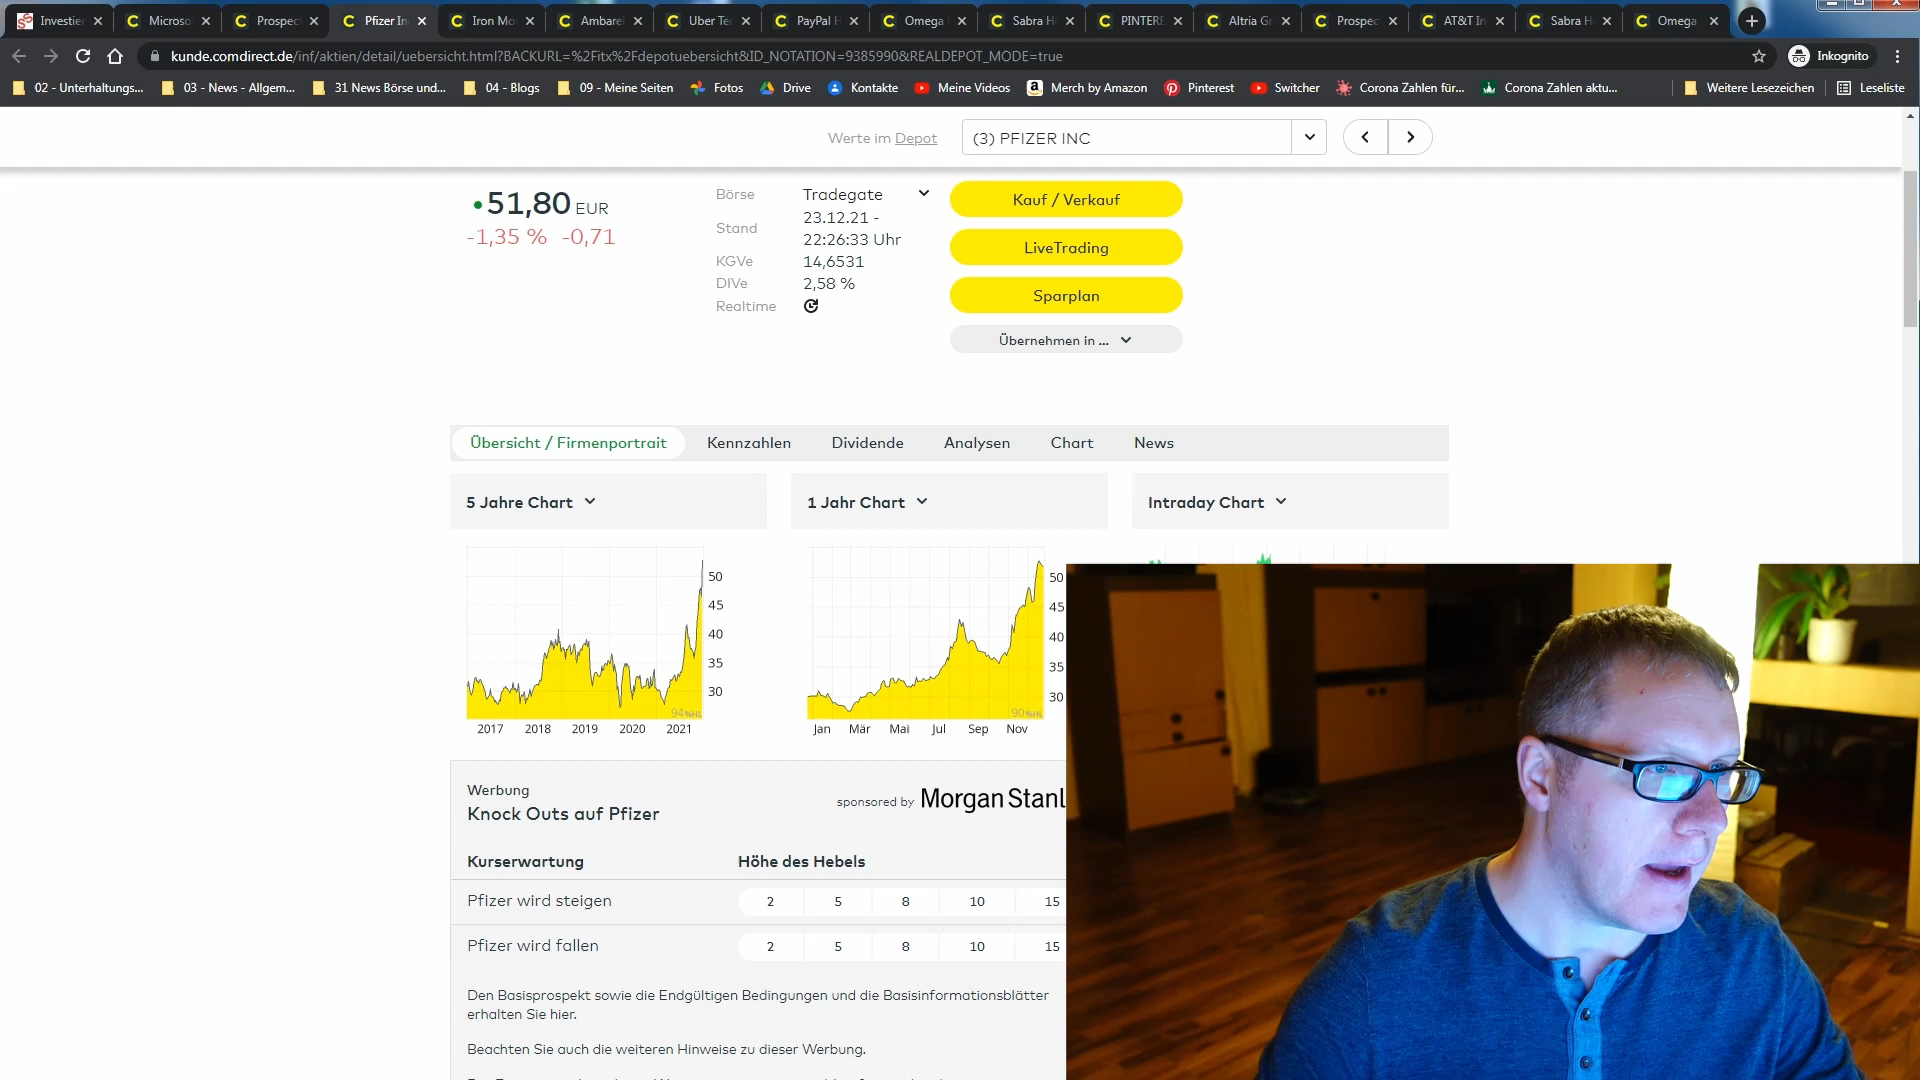 Investie
Microso
Prospec
Pfizer In
Iron Mo
Ambarel
Uber Te
PayPal H
Omega
Sabra H
PINTERE
Altria Gr
Prospec
AT&T In
Sabra H
Omega
kunde.comdirect.de/inf/aktien/detail/uebersicht.html?BACKURL=%2Fitx%2Fdepotuebersicht&ID_NOTATION=9385990&REALDEPOT_MODE=true
Inkognito
02 - Unterhaltungs...
03 - News - Allgem...
31 News Börse und...
04 - Blogs
09 - Meine Seiten
Fotos
Drive
Kontakte
Meine Videos
Merch by Amazon
Pinterest
Switcher
Corona Zahlen für...
Corona Zahlen aktu...
Weitere Lesezeichen
Leseliste
Werte im Depot
(3) PFIZER INC
51,80 EUR
-1,35 % -0,71
Börse Tradegate
Stand 23.12.21 -
22:26:33 Uhr
KGVe 14,6531
DIVe 2,58 %
Realtime
Kauf / Verkauf
LiveTrading
Sparplan
Übernehmen in ...
Übersicht / Firmenportrait
Kennzahlen
Dividende
Analysen
Chart
News
5 Jahre Chart
1 Jahr Chart
Intraday Chart
50
45
40
35
30
94%HL
2017 2018 2019 2020 2021
50
45
40
35
30
90%HL
Jan Mär Mai Jul Sep Nov
Werbung
Knock Outs auf Pfizer
sponsored by Morgan Stanl
Kurserwartung Höhe des Hebels
Pfizer wird steigen 2 5 8 10 15
Pfizer wird fallen 2 5 8 10 15
Den Basisprospekt sowie die Endgültigen Bedingungen und die Basisinformationsblätter
erhalten Sie hier.
Beachten Sie auch die weiteren Hinweise zu dieser Werbung.